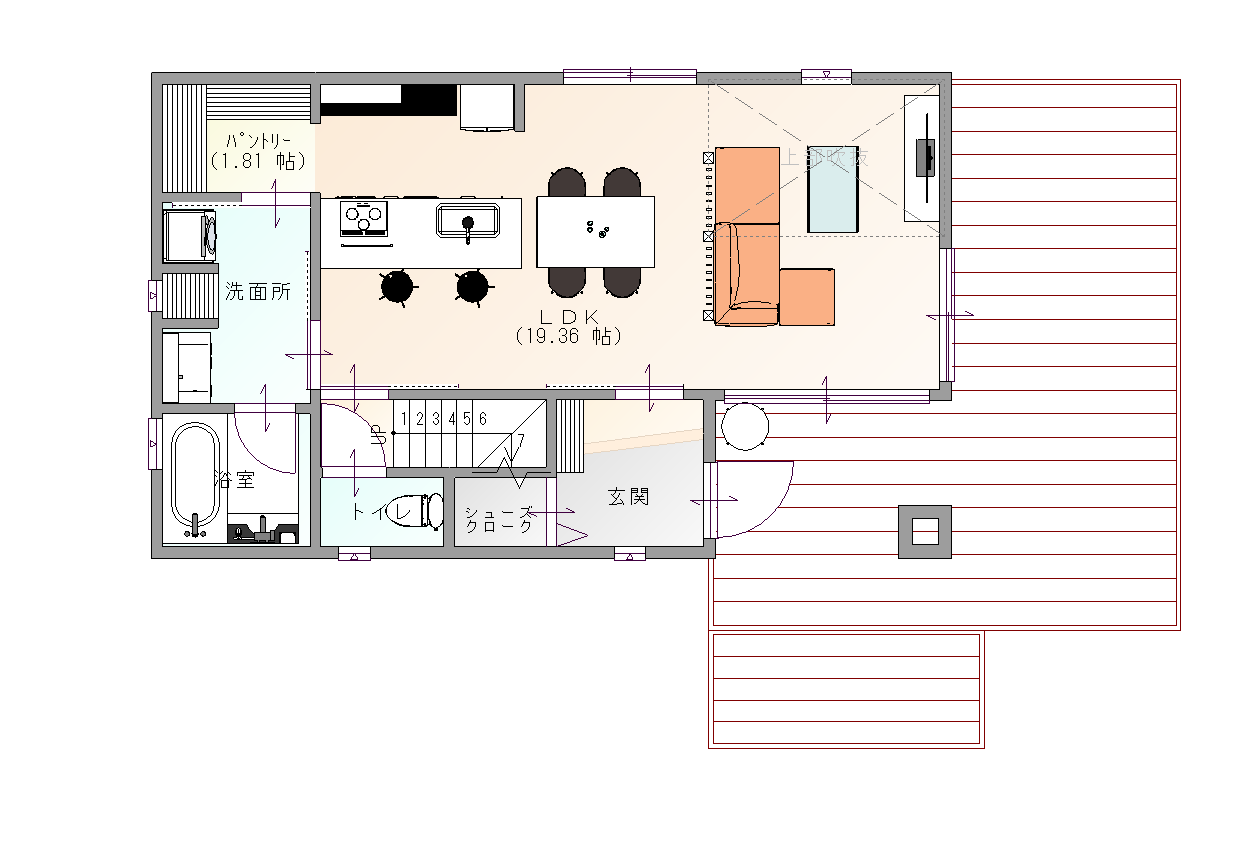 ﾊﾟﾝﾄﾘｰ
(1.81 帖)
上部吹抜
洗面所
ＬＤＫ
(19.36 帖)
UP
1 2 3 4 5 6
7
浴室
トイレ
シューズ
クローク
玄関